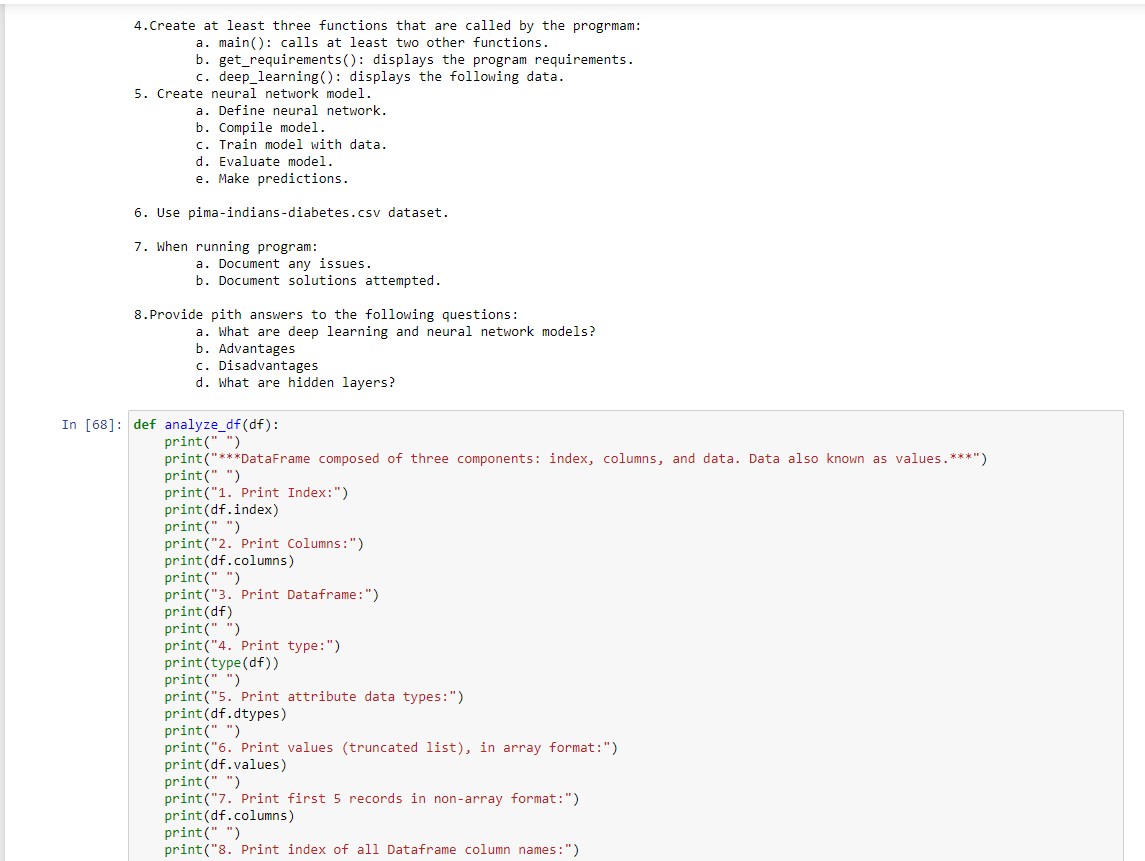 4.Create at least three functions that are called by the progrmam:
a. main(): calls at least two other functions.
b. get_requirements(): displays the program requirements.
c. deep_learning(): displays the following data.
5. Create neural network model.
a. Define neural network.
b. Compile model.
c. Train model with data.
d. Evaluate model.
e. Make predictions.
6. Use pima-indians-diabetes.csv dataset.
7. When running program:
a. Document any issues.
b. Document solutions attempted.
8.Provide pith answers to the following questions:
a. What are deep learning and neural network models?
b. Advantages
c. Disadvantages
d. What are hidden layers?
In [68]: def analyze_df(df):
print(" ")
print("***DataFrame composed of three components: index, columns, and data. Data also known as values.***")
print(" ")
print("1. Print Index:")
print(df.index)
print(" ")
print("2. Print Columns:")
print(df.columns)
print(" ")
print("3. Print Dataframe:")
print(df)
print(" ")
print("4. Print type:")
print(type(df))
print(" ")
print("5. Print attribute data types:")
print(df.dtypes)
print(" ")
print("6. Print values (truncated list), in array format:")
print(df.values)
print(" ")
print("7. Print first 5 records in non-array format:")
print(df.columns)
print(" ")
print("8. Print index of all Dataframe column names:")